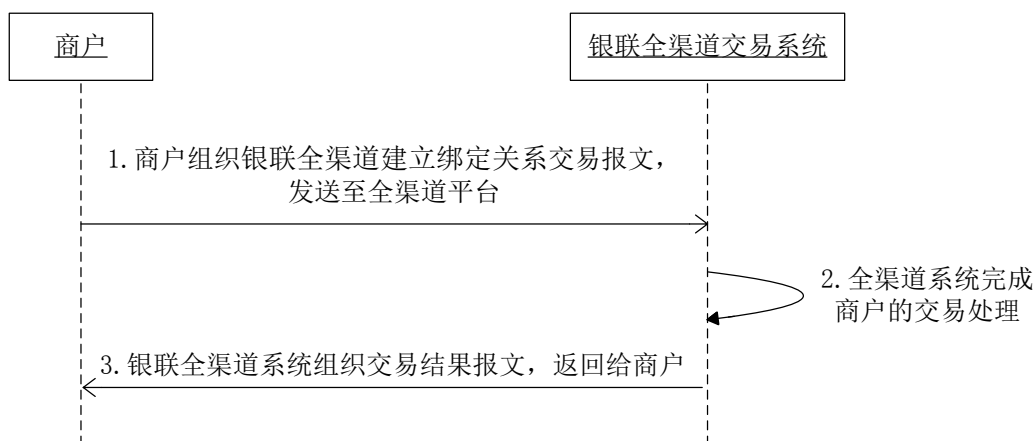 商户
银联全渠道交易系统
1.商户组织银联全渠道建立绑定关系交易报文，
发送至全渠道平台
2.全渠道系统完成
商户的交易处理
3.银联全渠道系统组织交易结果报文，返回给商户